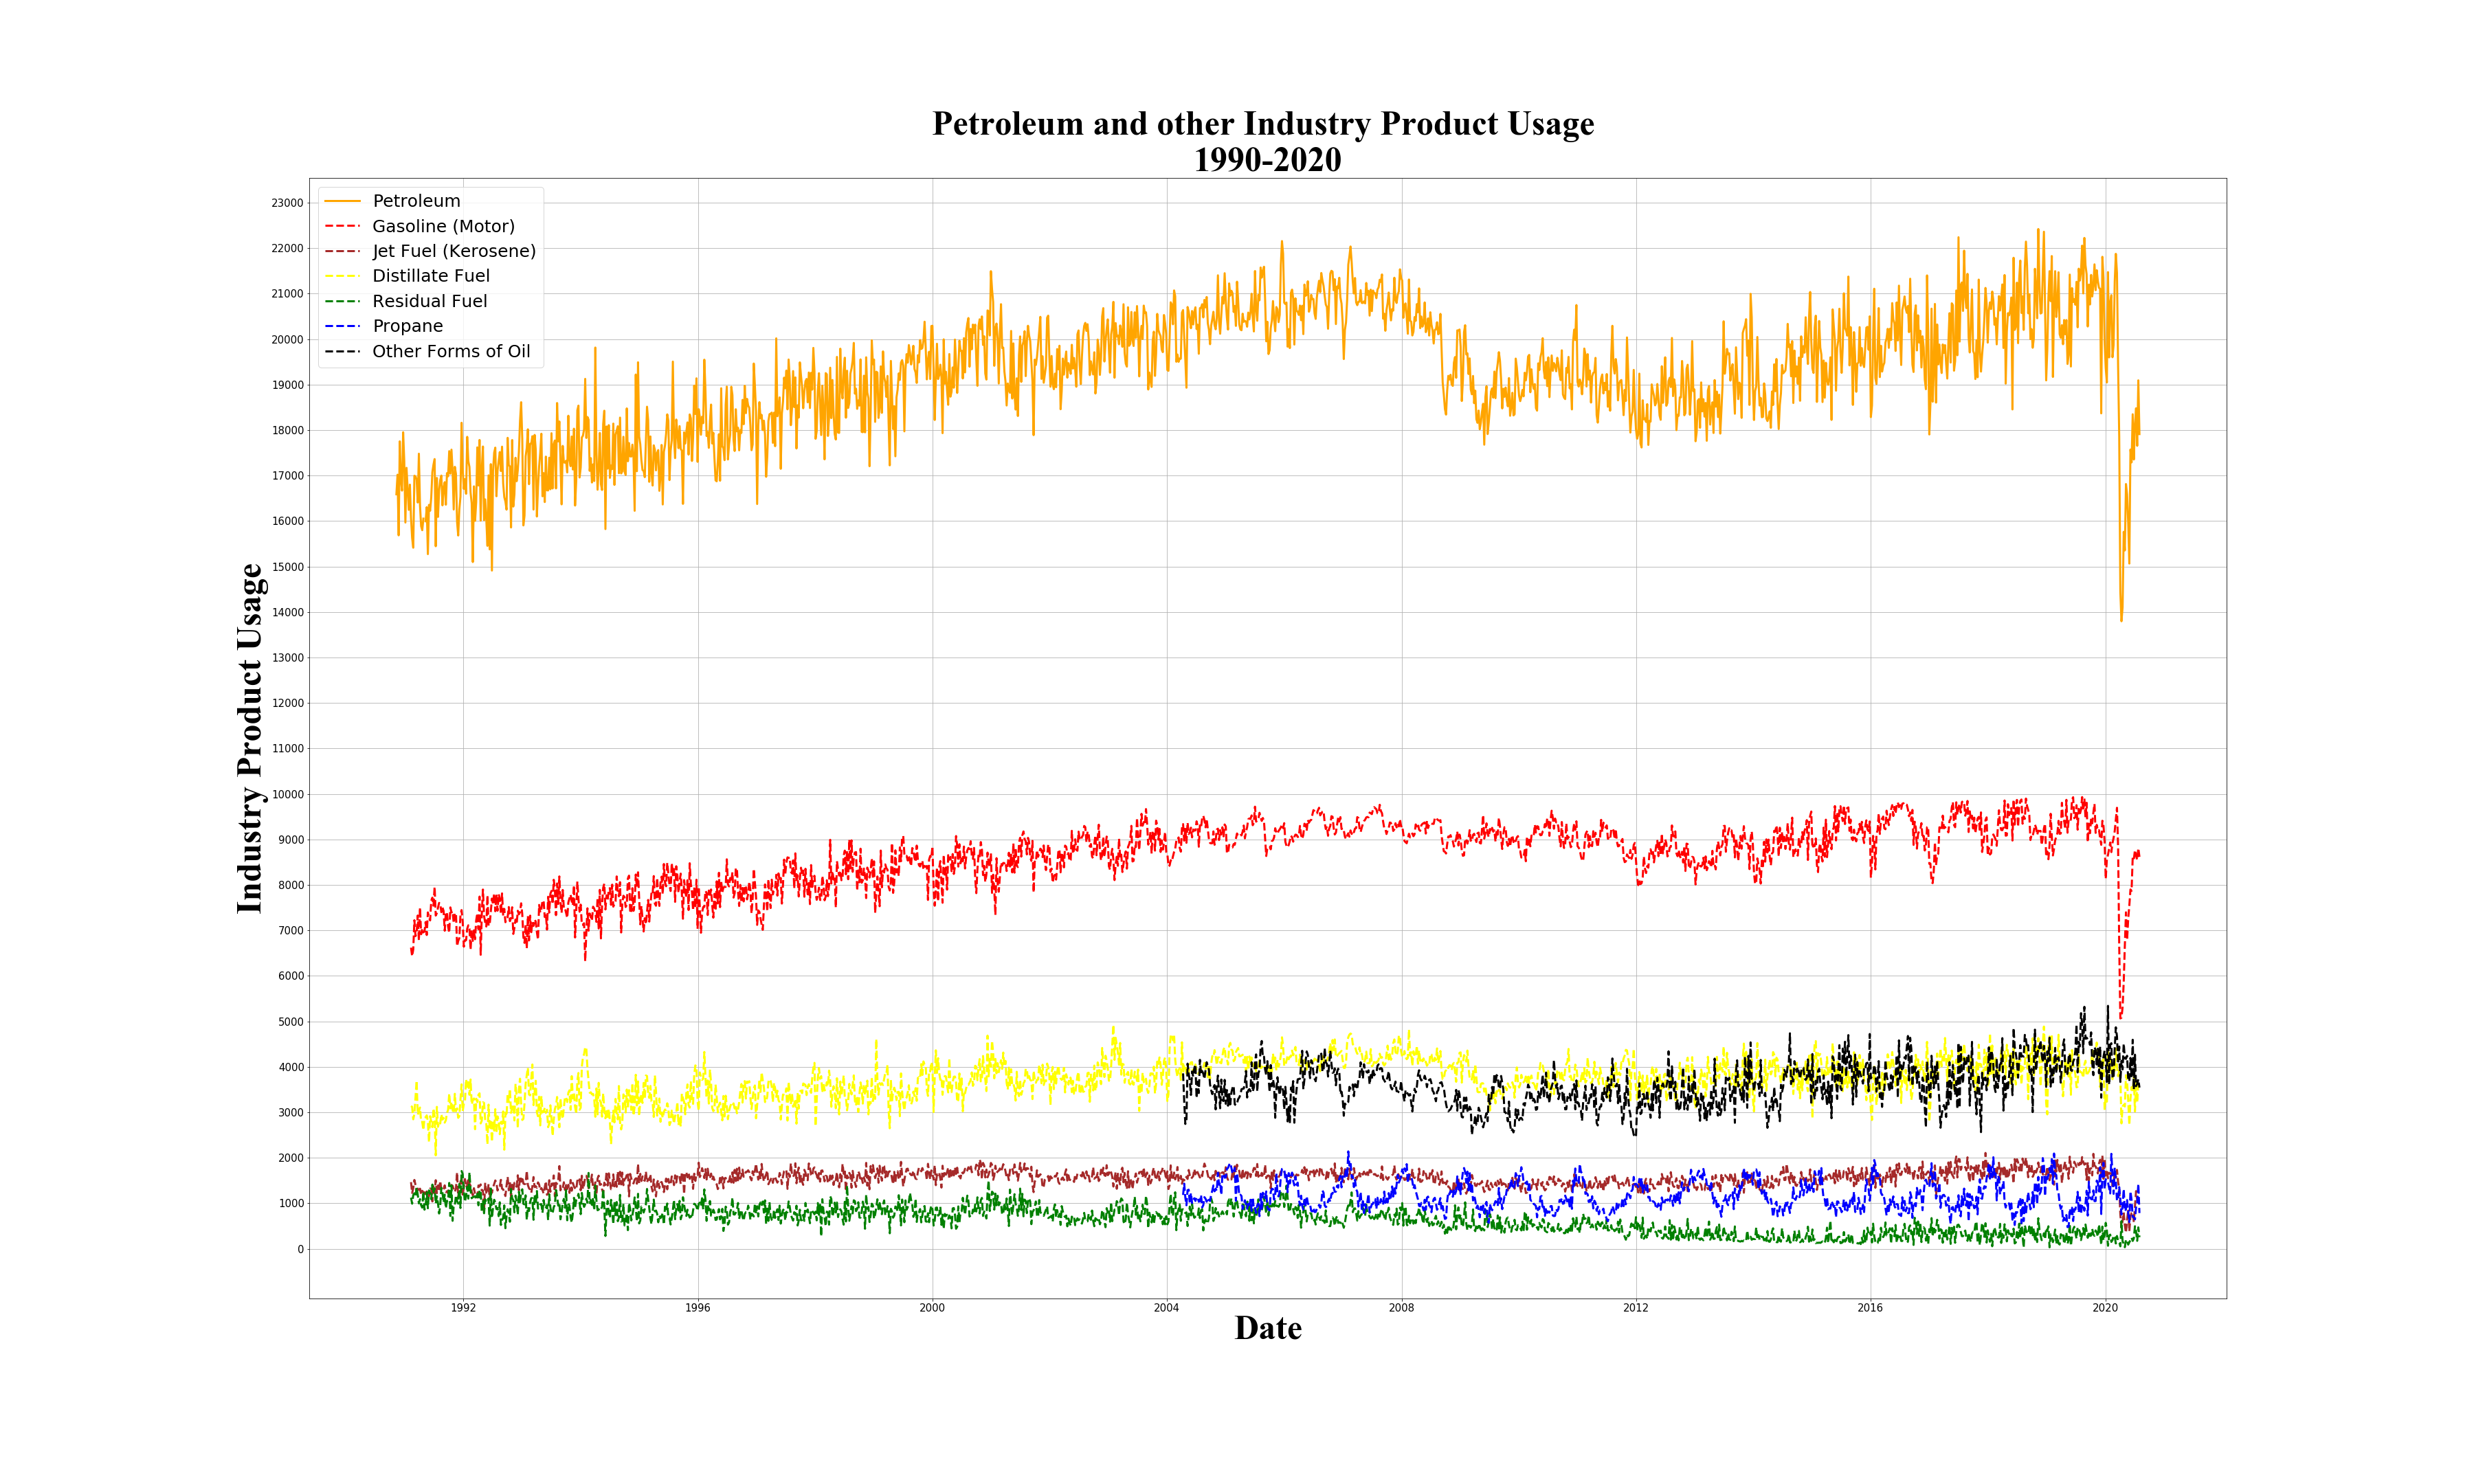 Petroleum and other Industry Product Usage
1990-2020
Petroleum
Gasoline (Motor)
Jet Fuel (Kerosene)
Distillate Fuel
Residual Fuel
Propane
Other Forms of Oil
23000
22000
21000
20000
19000
18000
17000
16000
15000
14000
13000
12000
11000
10000
9000
8000
7000
6000
5000
4000
3000
2000
1000
0
Industry Product Usage
1992 1996 2000 2004 2008 2012 2016 2020
Date